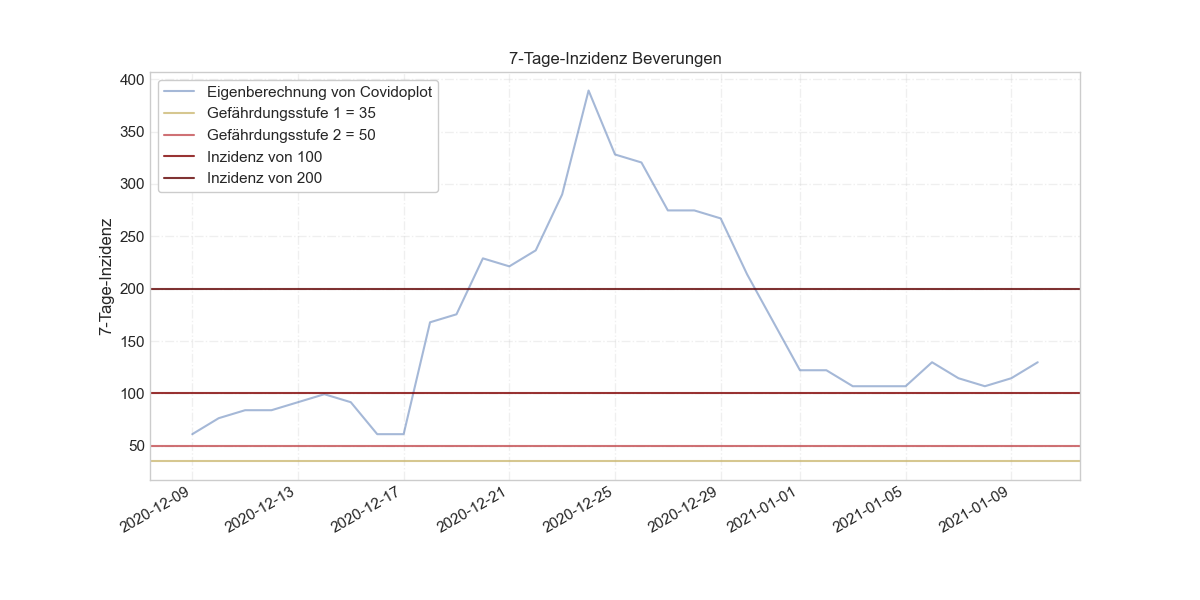 7-Tage-Inzidenz Beverungen
400
350
300
250
200
150
100
50
7-Tage-Inzidenz
Eigenberechnung von Covidoplot
Gefährdungsstufe 1 = 35
Gefährdungsstufe 2 = 50
Inzidenz von 100
Inzidenz von 200
2020-12-09
2020-12-13
2020-12-17
2020-12-21
2020-12-25
2020-12-29
2021-01-01
2021-01-05
2021-01-09